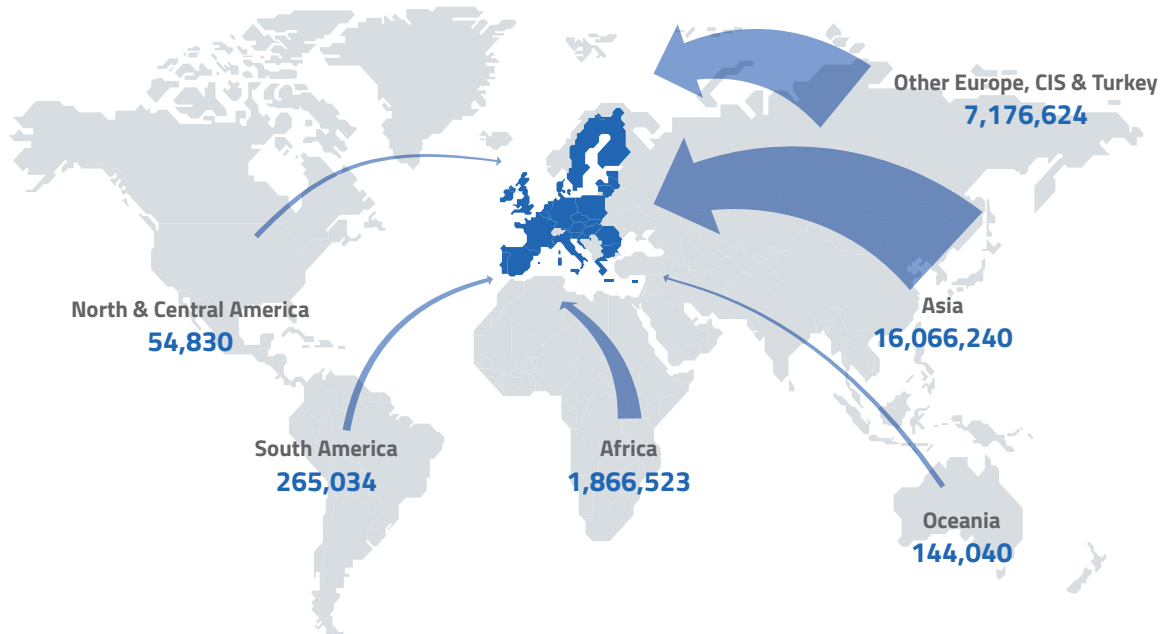 Other Europe, CIS & Turkey
7,176,624
North & Central America
54,830
Asia
16,066,240
South America
265,034
Africa
1,866,523
Oceania
144,040